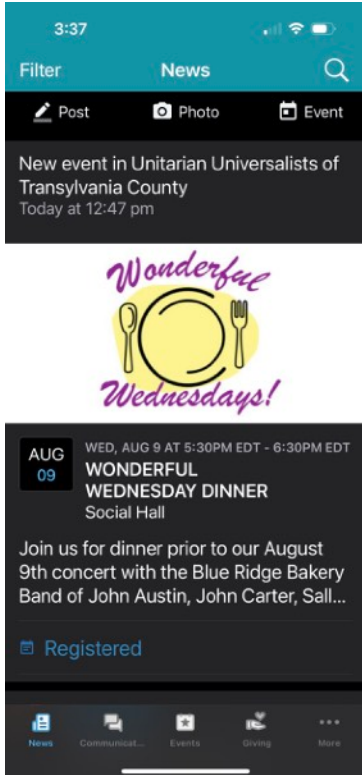 3:37
Filter News
Post Photo Event
New event in Unitarian Universalists of
Transylvania County
Today at 12:47 pm
Wonderful
Wednesdays!
AUG
09
WED, AUG 9 AT 5:30PM EDT - 6:30PM EDT
WONDERFUL
WEDNESDAY DINNER
Social Hall
Join us for dinner prior to our August
9th concert with the Blue Ridge Bakery
Band of John Austin, John Carter, Sall...
Registered
News Communicat... Events Giving More